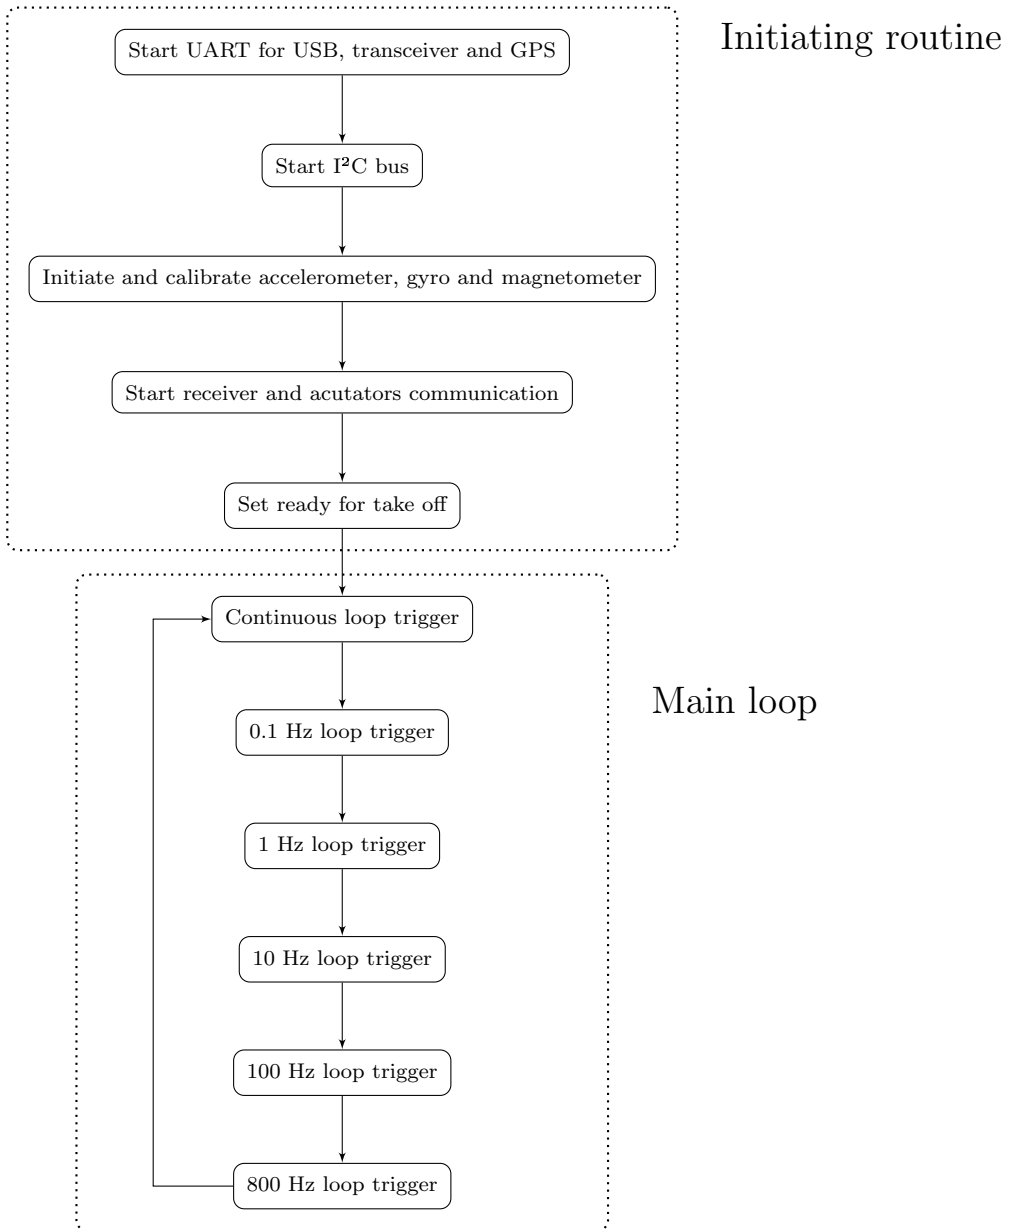 Initiating routine
Start UART for USB, transceiver and GPS
Start I²C bus
Initiate and calibrate accelerometer, gyro and magnetometer
Start receiver and acutators communication
Set ready for take off
Main loop
Continuous loop trigger
0.1 Hz loop trigger
1 Hz loop trigger
10 Hz loop trigger
100 Hz loop trigger
800 Hz loop trigger